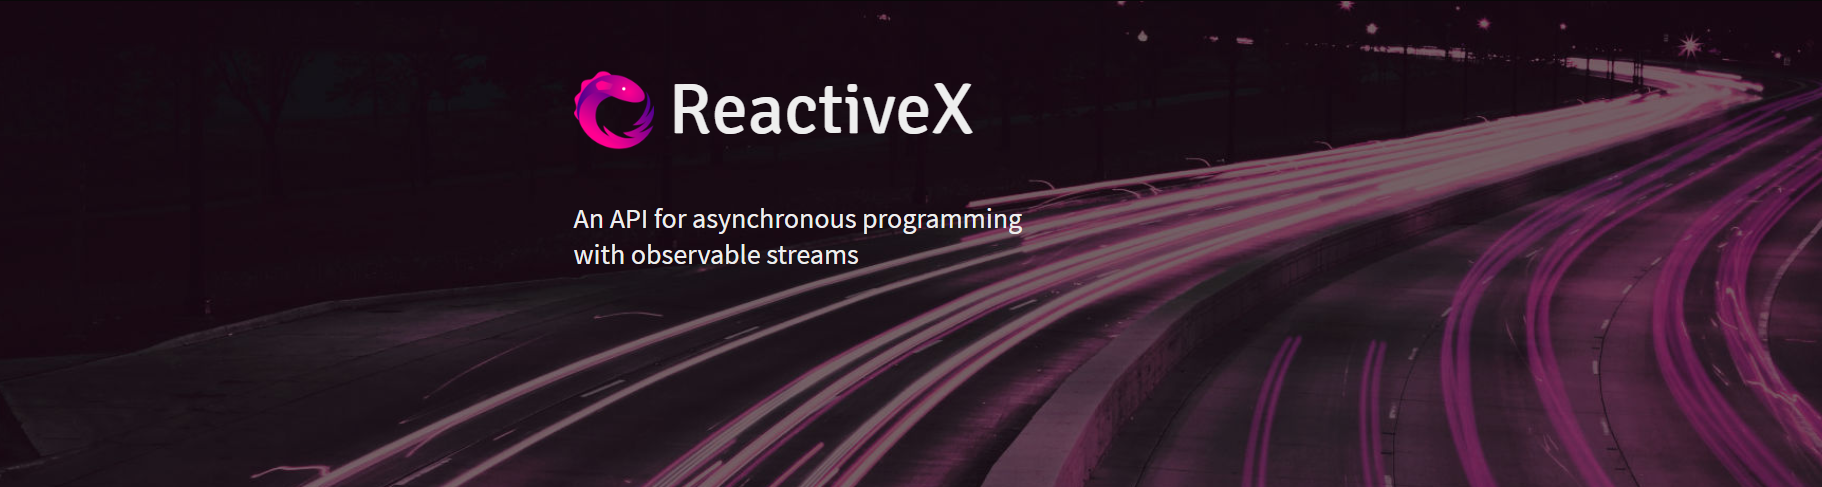 ReactiveX
An API for asynchronous programming
with observable streams